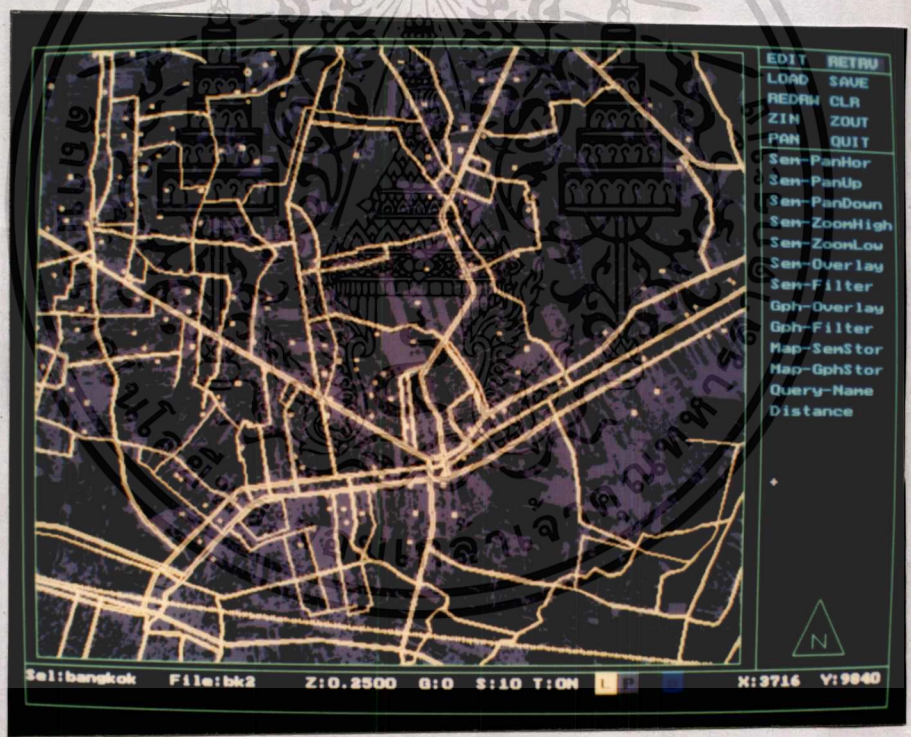 EDIT RETRV
LOAD SAVE
REDRW CLR
ZIN ZOUT
PAN QUIT
Sem-PanHor
Sem-PanUp
Sem-PanDown
Sem-ZoomHigh
Sem-ZoomLow
Sem-Overlay
Sem-Filter
Gph-Overlay
Gph-Filter
Map-SemStor
Map-GphStor
Query-Name
Distance
N
Sel:bangkok File:bk2 Z:0.2500 G:0 S:10 T:ON L P X:3716 Y:9840